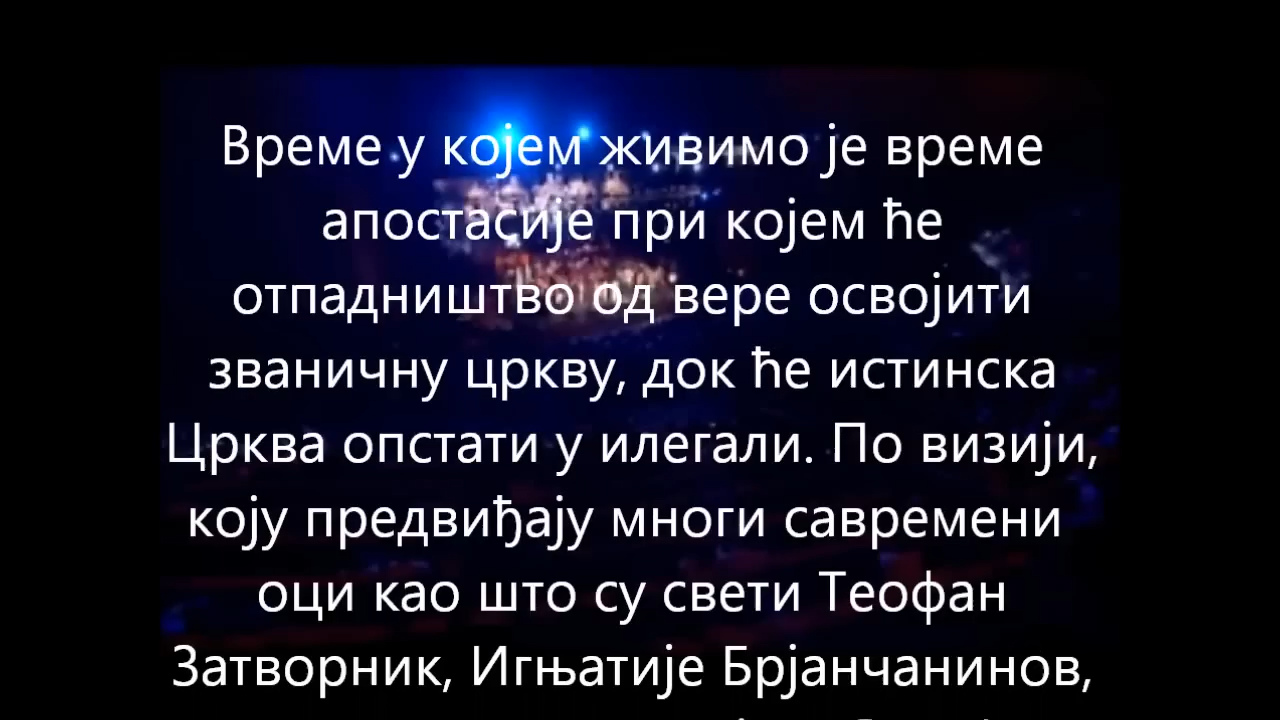 Време у којем живимо је време
апостасије при којем ће
отпадништво од вере освојити
званичну цркву, док ће истинска
Црква опстати у илегали. По визији,
коју предвиђају многи савремени
оци као што су свети Теофан
Затворник, Игњатије Брјанчанинов,